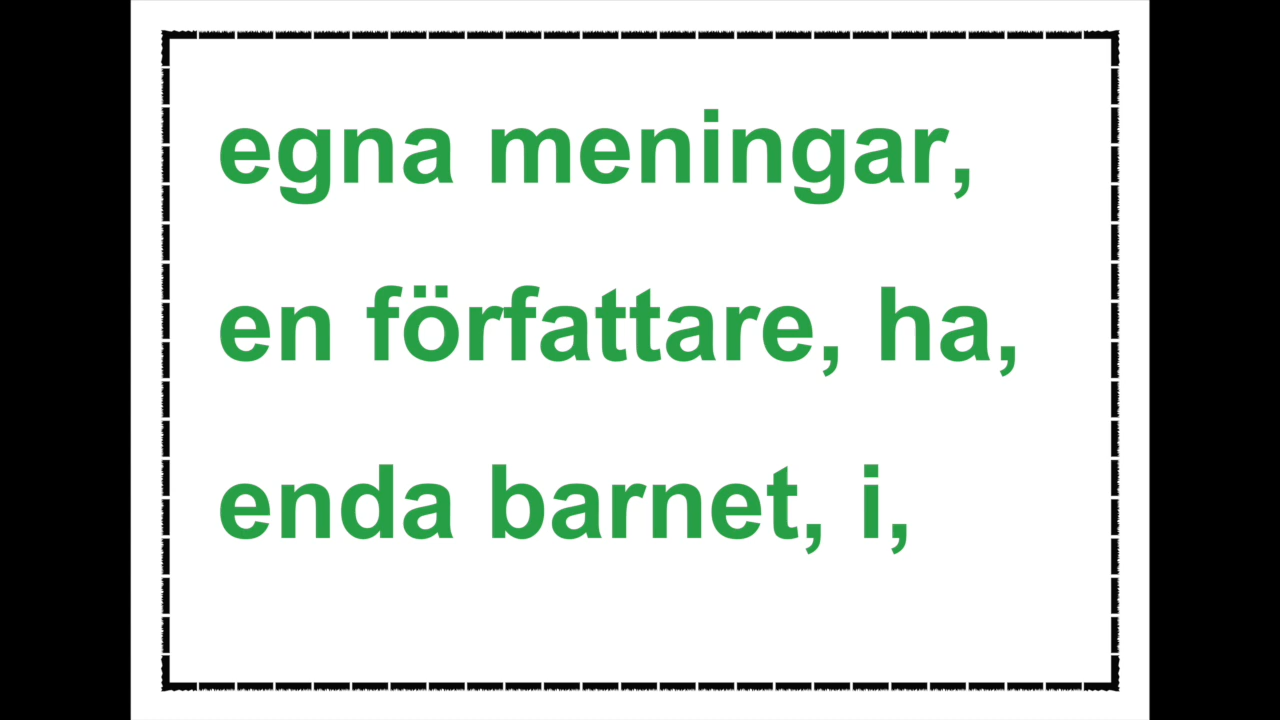 egna meningar,
en författare, ha,
enda barnet, i,